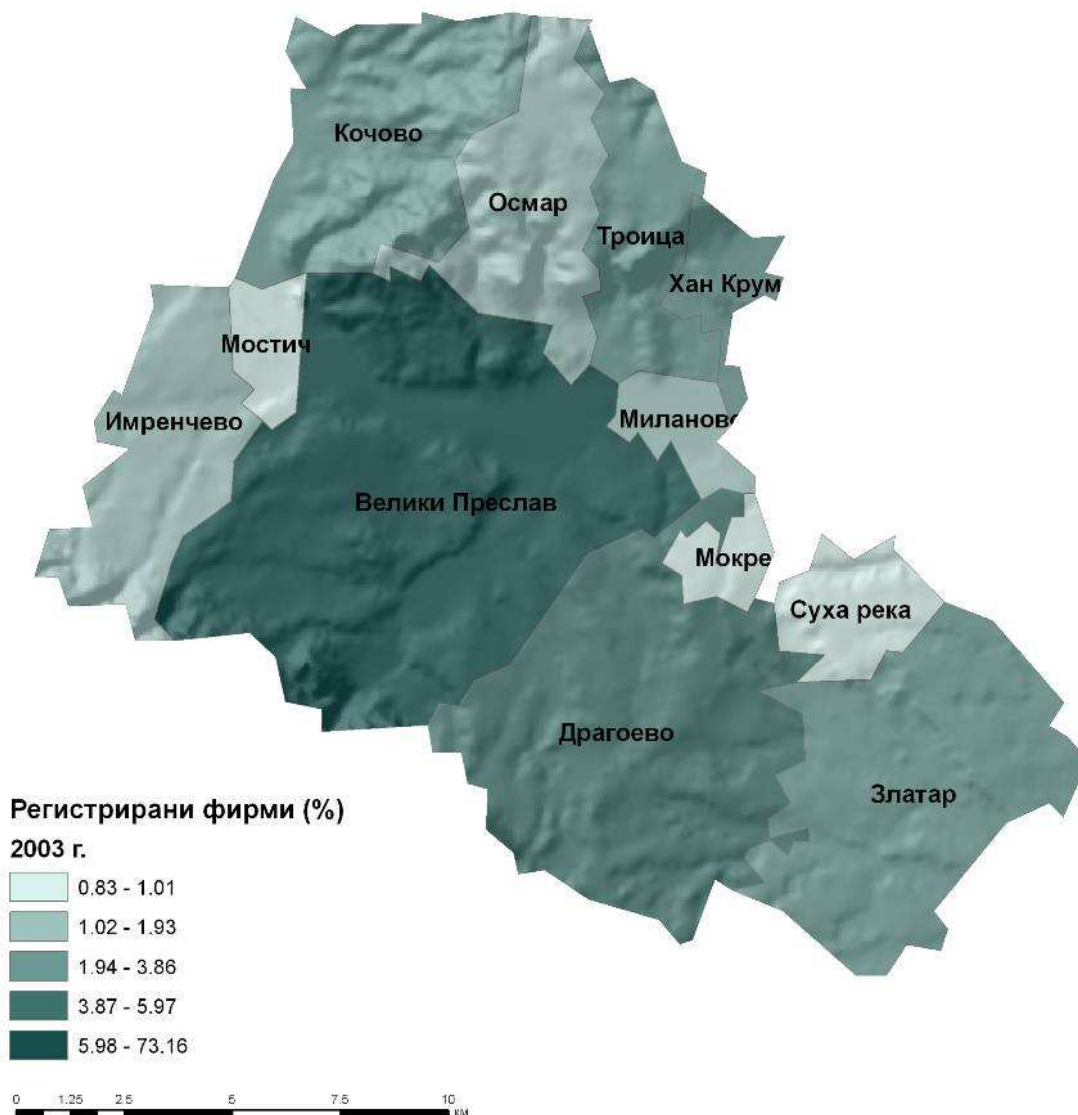 Кочово
Осмар
Троица
Хан Крум
Мостич
Имренчево
Миланово
Велики Преслав
Мокре
Суха река
Драгоево
Златар
Регистрирани фирми (%)
2003 г.
0.83 - 1.01
1.02 - 1.93
1.94 - 3.86
3.87 - 5.97
5.98 - 73.16
0 1.25 2.5 5 7.5 10
км